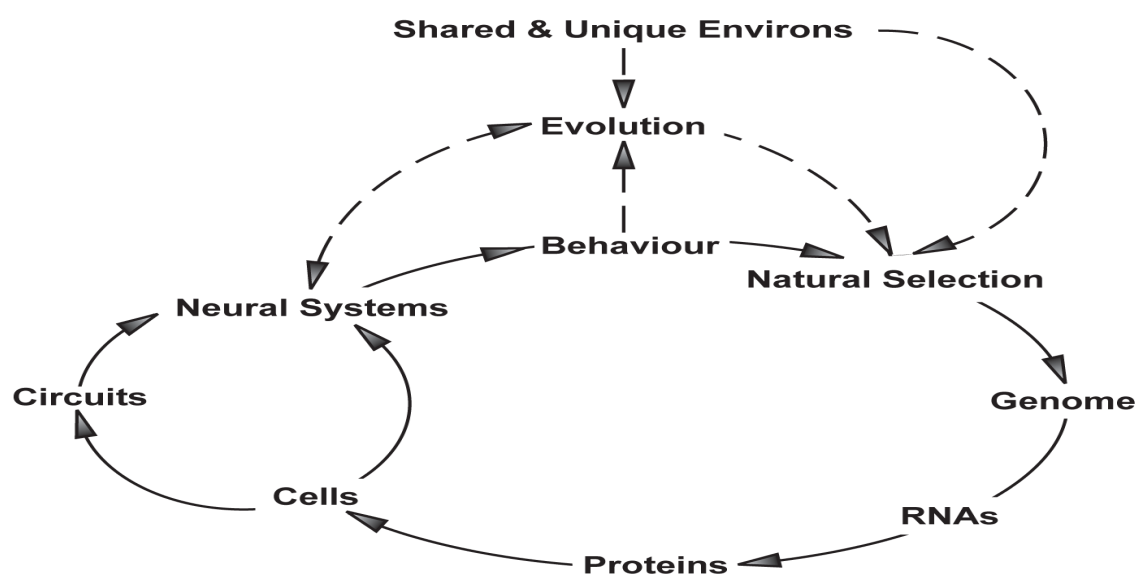 Shared & Unique Environs
Evolution
Behaviour
Natural Selection
Neural Systems
Circuits
Genome
Cells
RNAs
Proteins